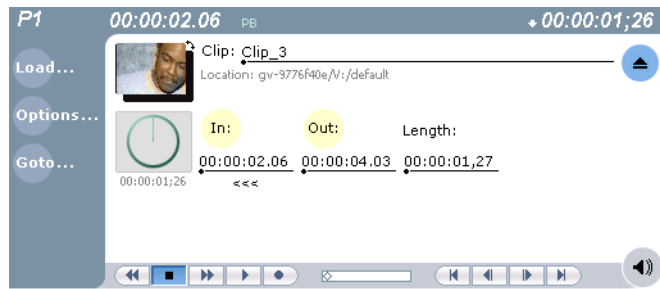 P1 00:00:02.06 PB 00:00:01;26
Load...
Options...
Goto...
Clip: Clip_3
Location: gv-9776f40e/V:/default
In: Out: Length:
00:00:02.06 00:00:04.03 00:00:01,27
00:00:01;26 <<<